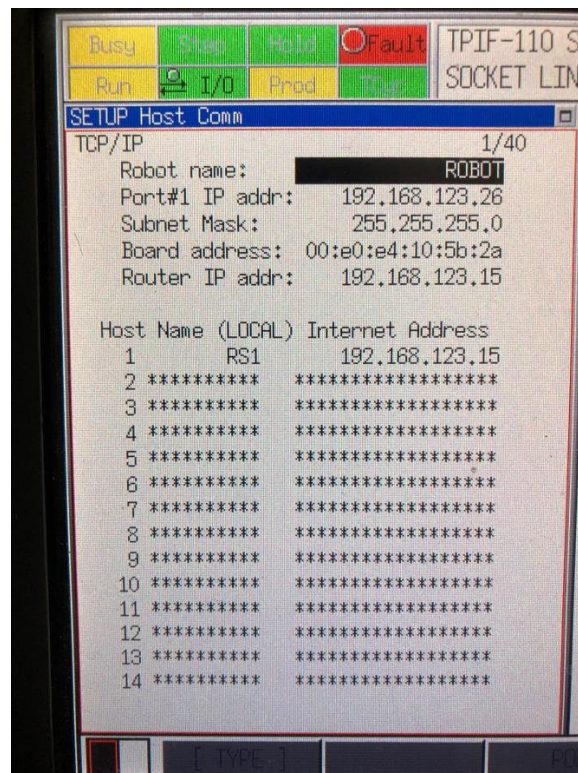 Busy Step Hold Fault TPIF-110 S
Run I/O Prod SOCKET LIN
SETUP Host Comm
TCP/IP 1/40
Robot name: ROBOT
Port#1 IP addr: 192.168.123.26
Subnet Mask: 255.255.255.0
Board address: 00:e0:e4:10:5b:2a
Router IP addr: 192.168.123.15
Host Name (LOCAL) Internet Address
1 RS1 192.168.123.15
2 ********** ******************
3 ********** ******************
4 ********** ******************
5 ********** ******************
6 ********** ******************
7 ********** ******************
8 ********** ******************
9 ********** ******************
10 ********** ******************
11 ********** ******************
12 ********** ******************
13 ********** ******************
14 ********** ******************
[ TYPE ]